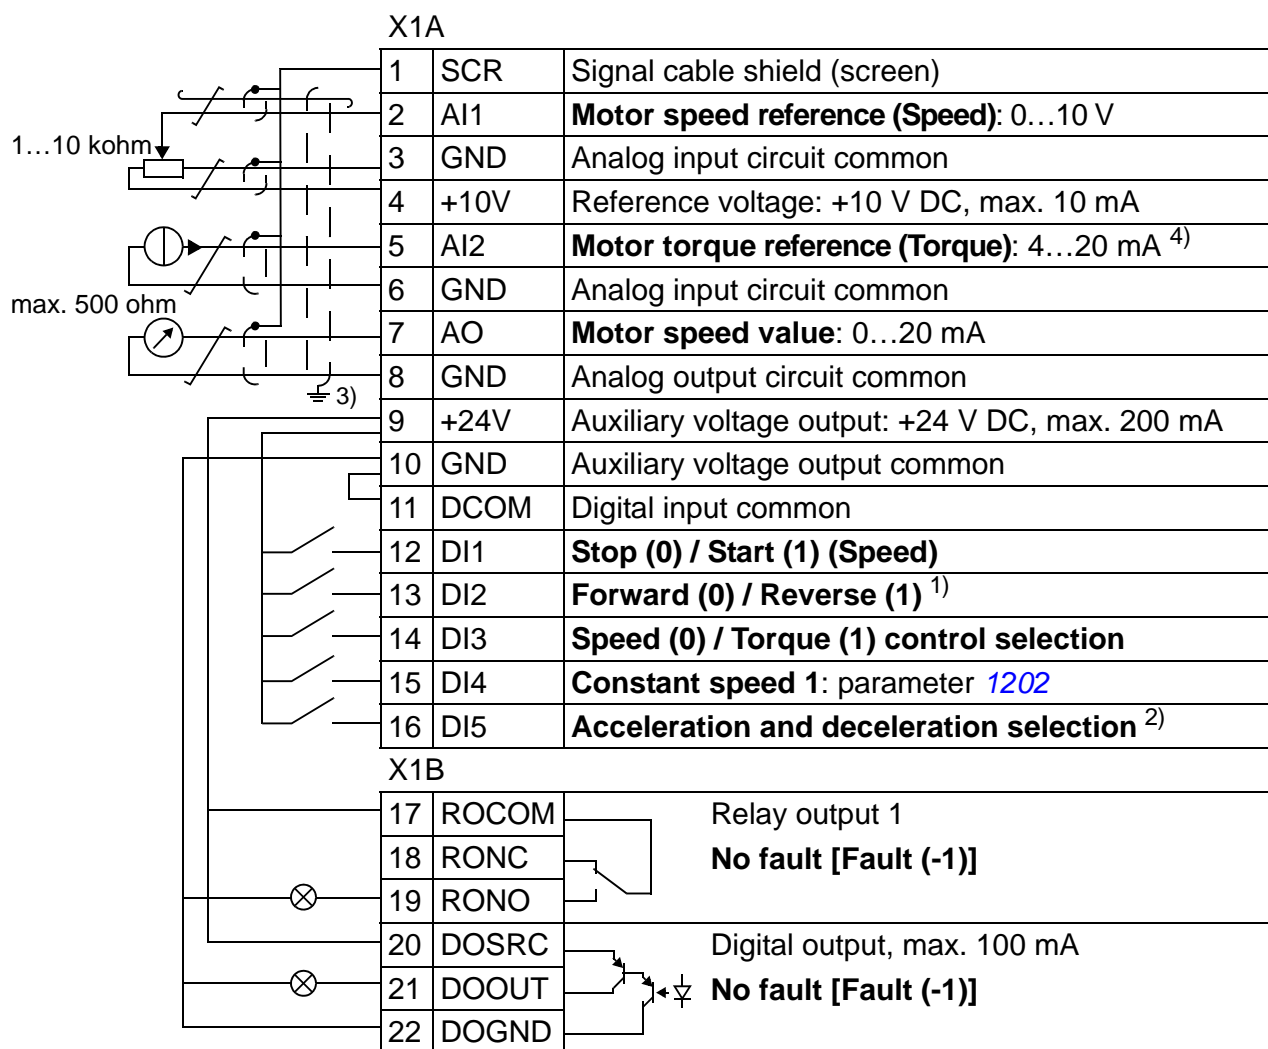 X1A
1 SCR Signal cable shield (screen)
2 AI1 Motor speed reference (Speed): 0…10 V
1…10 kohm
3 GND Analog input circuit common
4 +10V Reference voltage: +10 V DC, max. 10 mA
5 AI2 Motor torque reference (Torque): 4…20 mA 4)
6 GND Analog input circuit common
max. 500 ohm
7 AO Motor speed value: 0…20 mA
8 GND Analog output circuit common
3)
9 +24V Auxiliary voltage output: +24 V DC, max. 200 mA
10 GND Auxiliary voltage output common
11 DCOM Digital input common
12 DI1 Stop (0) / Start (1) (Speed)
13 DI2 Forward (0) / Reverse (1) 1)
14 DI3 Speed (0) / Torque (1) control selection
15 DI4 Constant speed 1: parameter 1202
16 DI5 Acceleration and deceleration selection 2)
X1B
17 ROCOM Relay output 1
18 RONC No fault [Fault (-1)]
19 RONO
20 DOSRC Digital output, max. 100 mA
21 DOOUT No fault [Fault (-1)]
22 DOGND